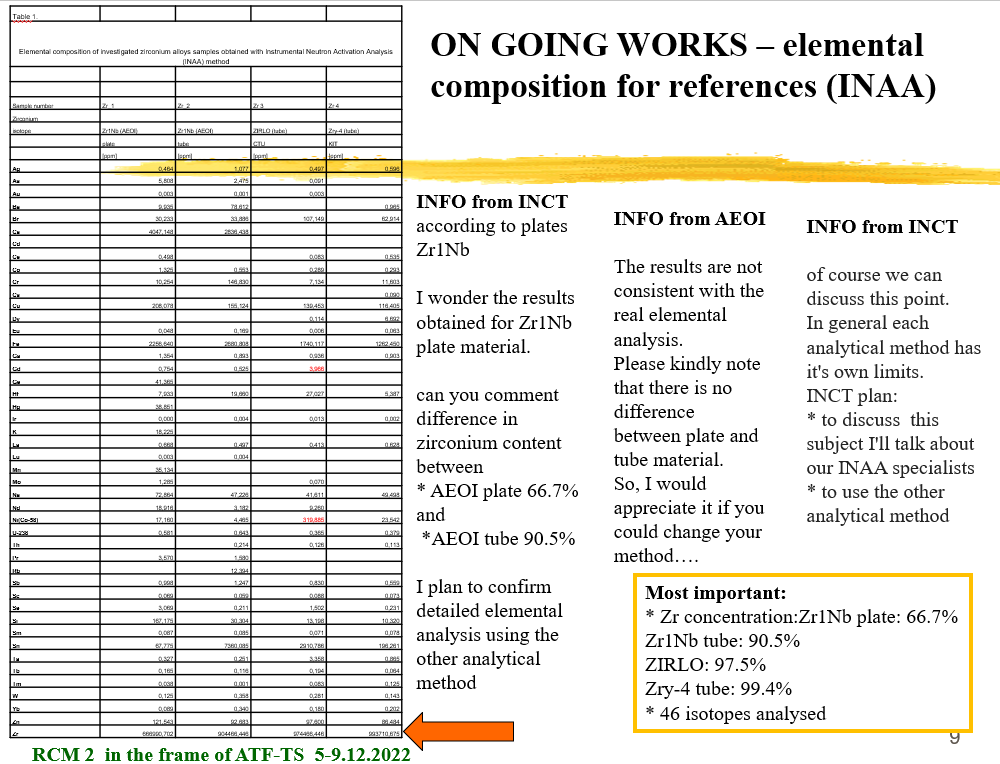 Table 1.
Elemental composition of investigated zirconium alloys samples obtained with Instrumental Neutron Activation Analysis
(INAA) method
Sample number Zr_1 Zr_2 Zr 3 Zr 4
Zirconium
isotope Zr1Nb (AEOI) Zr1Nb (AEOI) ZIRLO (tube) Zry-4 (tube)
plate tube CTU KIT
[ppm] [ppm] [ppm] [ppm]
Ag 0,464 1,077 0,497 0,596
As 5,808 2,475 0,091
Au 0,003 0,001 0,003
Ba 9,935 78,612 0,965
Br 30,233 33,886 107,149 62,914
Ca 4047,148 2836,438
Cd
Ce 0,498 0,083 0,535
Co 1,325 0,553 0,289 0,293
Cr 10,254 146,830 7,134 11,603
Cs 0,090
Cu 208,078 155,124 139,453 116,405
Dy 0,114 6,692
Eu 0,048 0,169 0,006 0,063
Fe 2256,640 2680,808 1740,117 1262,450
Ga 1,354 0,893 0,936 0,903
Gd 0,754 0,525 3,966
Ge 41,365
Hf 7,933 19,660 27,027 5,387
Hg 38,851
Ir 0,000 0,004 0,013 0,002
K 18,225
La 0,668 0,497 0,413 0,628
Lu 0,003 0,004
Mn 35,134
Mo 1,285 0,070
Na 72,864 47,226 41,611 49,498
Nd 18,916 3,182 9,260
Ni(Co-58) 17,160 4,465 319,885 23,542
U-238 0,581 0,643 0,365 0,379
Th 0,214 0,126 0,113
Pr 3,570 1,580
Rb 12,394
Sb 0,998 1,247 0,830 0,559
Sc 0,069 0,059 0,088 0,073
Se 3,069 0,211 1,502 0,231
Sr 167,175 30,304 13,198 10,320
Sm 0,087 0,085 0,071 0,078
Sn 67,775 7360,085 2910,786 196,261
Ta 0,327 0,251 3,358 0,865
Tb 0,165 0,116 0,194 0,064
Tm 0,038 0,001 0,083 0,125
W 0,125 0,358 0,281 0,143
Yb 0,089 0,340 0,180 0,202
Zn 121,543 92,683 97,600 66,484
Zr 666990,702 904466,446 974466,446 993710,675
RCM 2 in the frame of ATF-TS 5-9.12.2022
ON GOING WORKS – elemental
composition for references (INAA)
INFO from INCT
according to plates
Zr1Nb
I wonder the results
obtained for Zr1Nb
plate material.
can you comment
difference in
zirconium content
between
* AEOI plate 66.7%
and
*AEOI tube 90.5%
I plan to confirm
detailed elemental
analysis using the
other analytical
method
INFO from AEOI
The results are not
consistent with the
real elemental
analysis.
Please kindly note
that there is no
difference
between plate and
tube material.
So, I would
appreciate it if you
could change your
method….
INFO from INCT
of course we can
discuss this point.
In general each
analytical method has
it's own limits.
INCT plan:
* to discuss this
subject I'll talk about
our INAA specialists
* to use the other
analytical method
Most important:
* Zr concentration:Zr1Nb plate: 66.7%
Zr1Nb tube: 90.5%
ZIRLO: 97.5%
Zry-4 tube: 99.4%
* 46 isotopes analysed
9